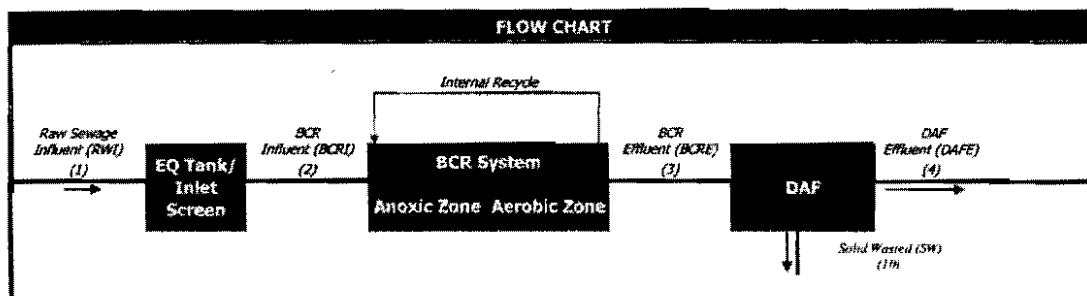 FLOW CHART
Internal Recycle
Raw Sewage
Influent (RWI)
(1)
EQ Tank/
Inlet
Screen
BCR
Influent (BCRI)
(2)
BCR System
Anoxic Zone Aerobic Zone
BCR
Effluent (BCRE)
(3)
DAF
DAF
Effluent (DAFE)
(4)
Solid Wasted (SW)